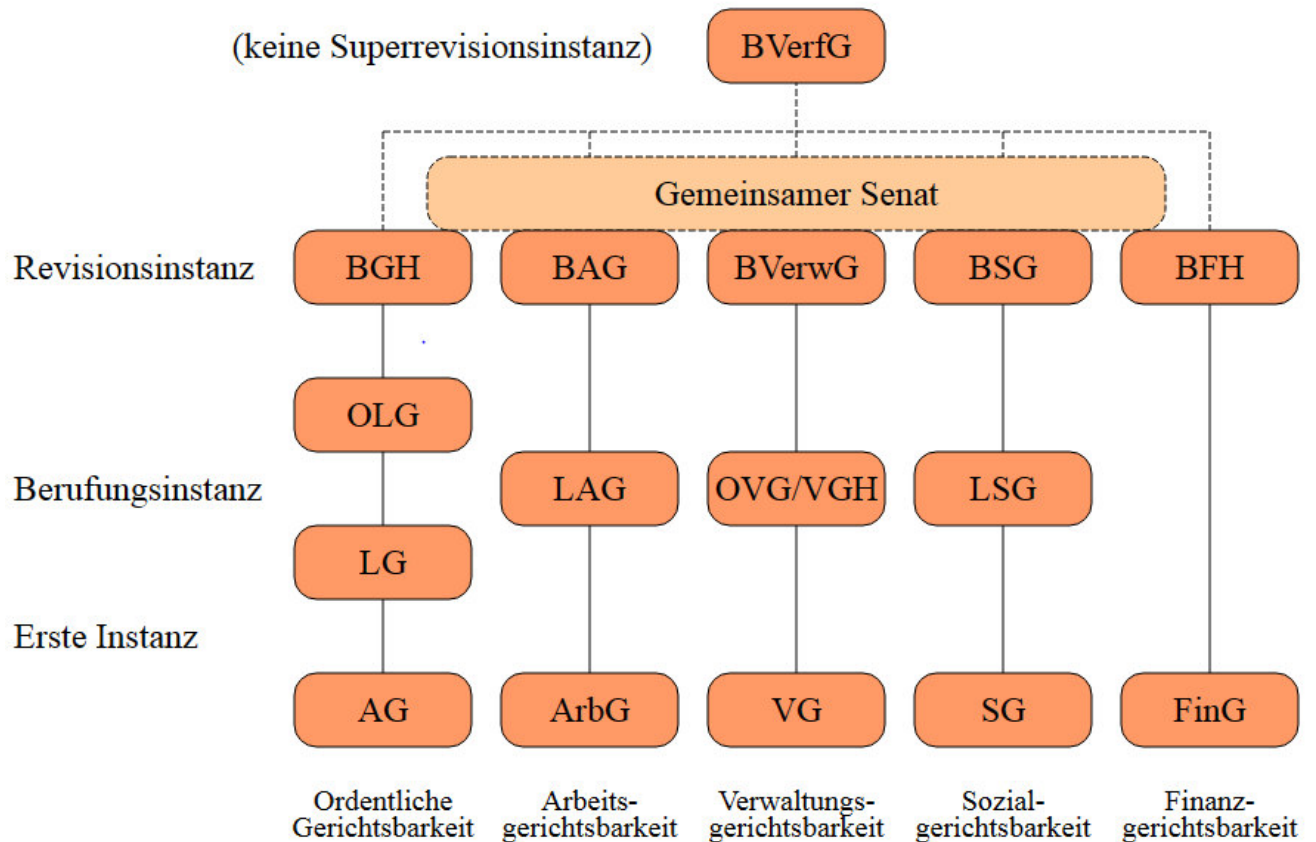 (keine Superrevisionsinstanz) BVerfG
Gemeinsamer Senat
Revisionsinstanz BGH BAG BVerwG BSG BFH
OLG
Berufungsinstanz LAG OVG/VGH LSG
LG
Erste Instanz
AG ArbG VG SG FinG
Ordentliche Arbeits- Verwaltungs- Sozial- Finanz-
Gerichtsbarkeit gerichtsbarkeit gerichtsbarkeit gerichtsbarkeit gerichtsbarkeit